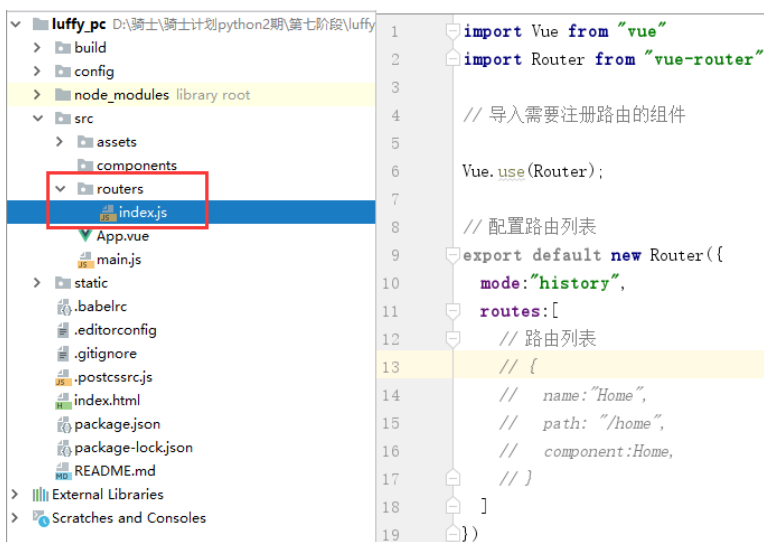 luffy_pc D:\骑士\骑士计划python2期\第七阶段\luffy
build
config
node_modules library root
src
assets
components
routers
index.js
App.vue
main.js
static
.babelrc
.editorconfig
.gitignore
.postcssrc.js
index.html
package.json
package-lock.json
README.md
External Libraries
Scratches and Consoles
1 import Vue from "vue"
2 import Router from "vue-router"
3
4 // 导入需要注册路由的组件
5
6 Vue.use(Router);
7
8 // 配置路由列表
9 export default new Router({
10 mode:"history",
11 routes:[
12 // 路由列表
13 // {
14 // name:"Home",
15 // path: "/home",
16 // component:Home,
17 // }
18 ]
19 })